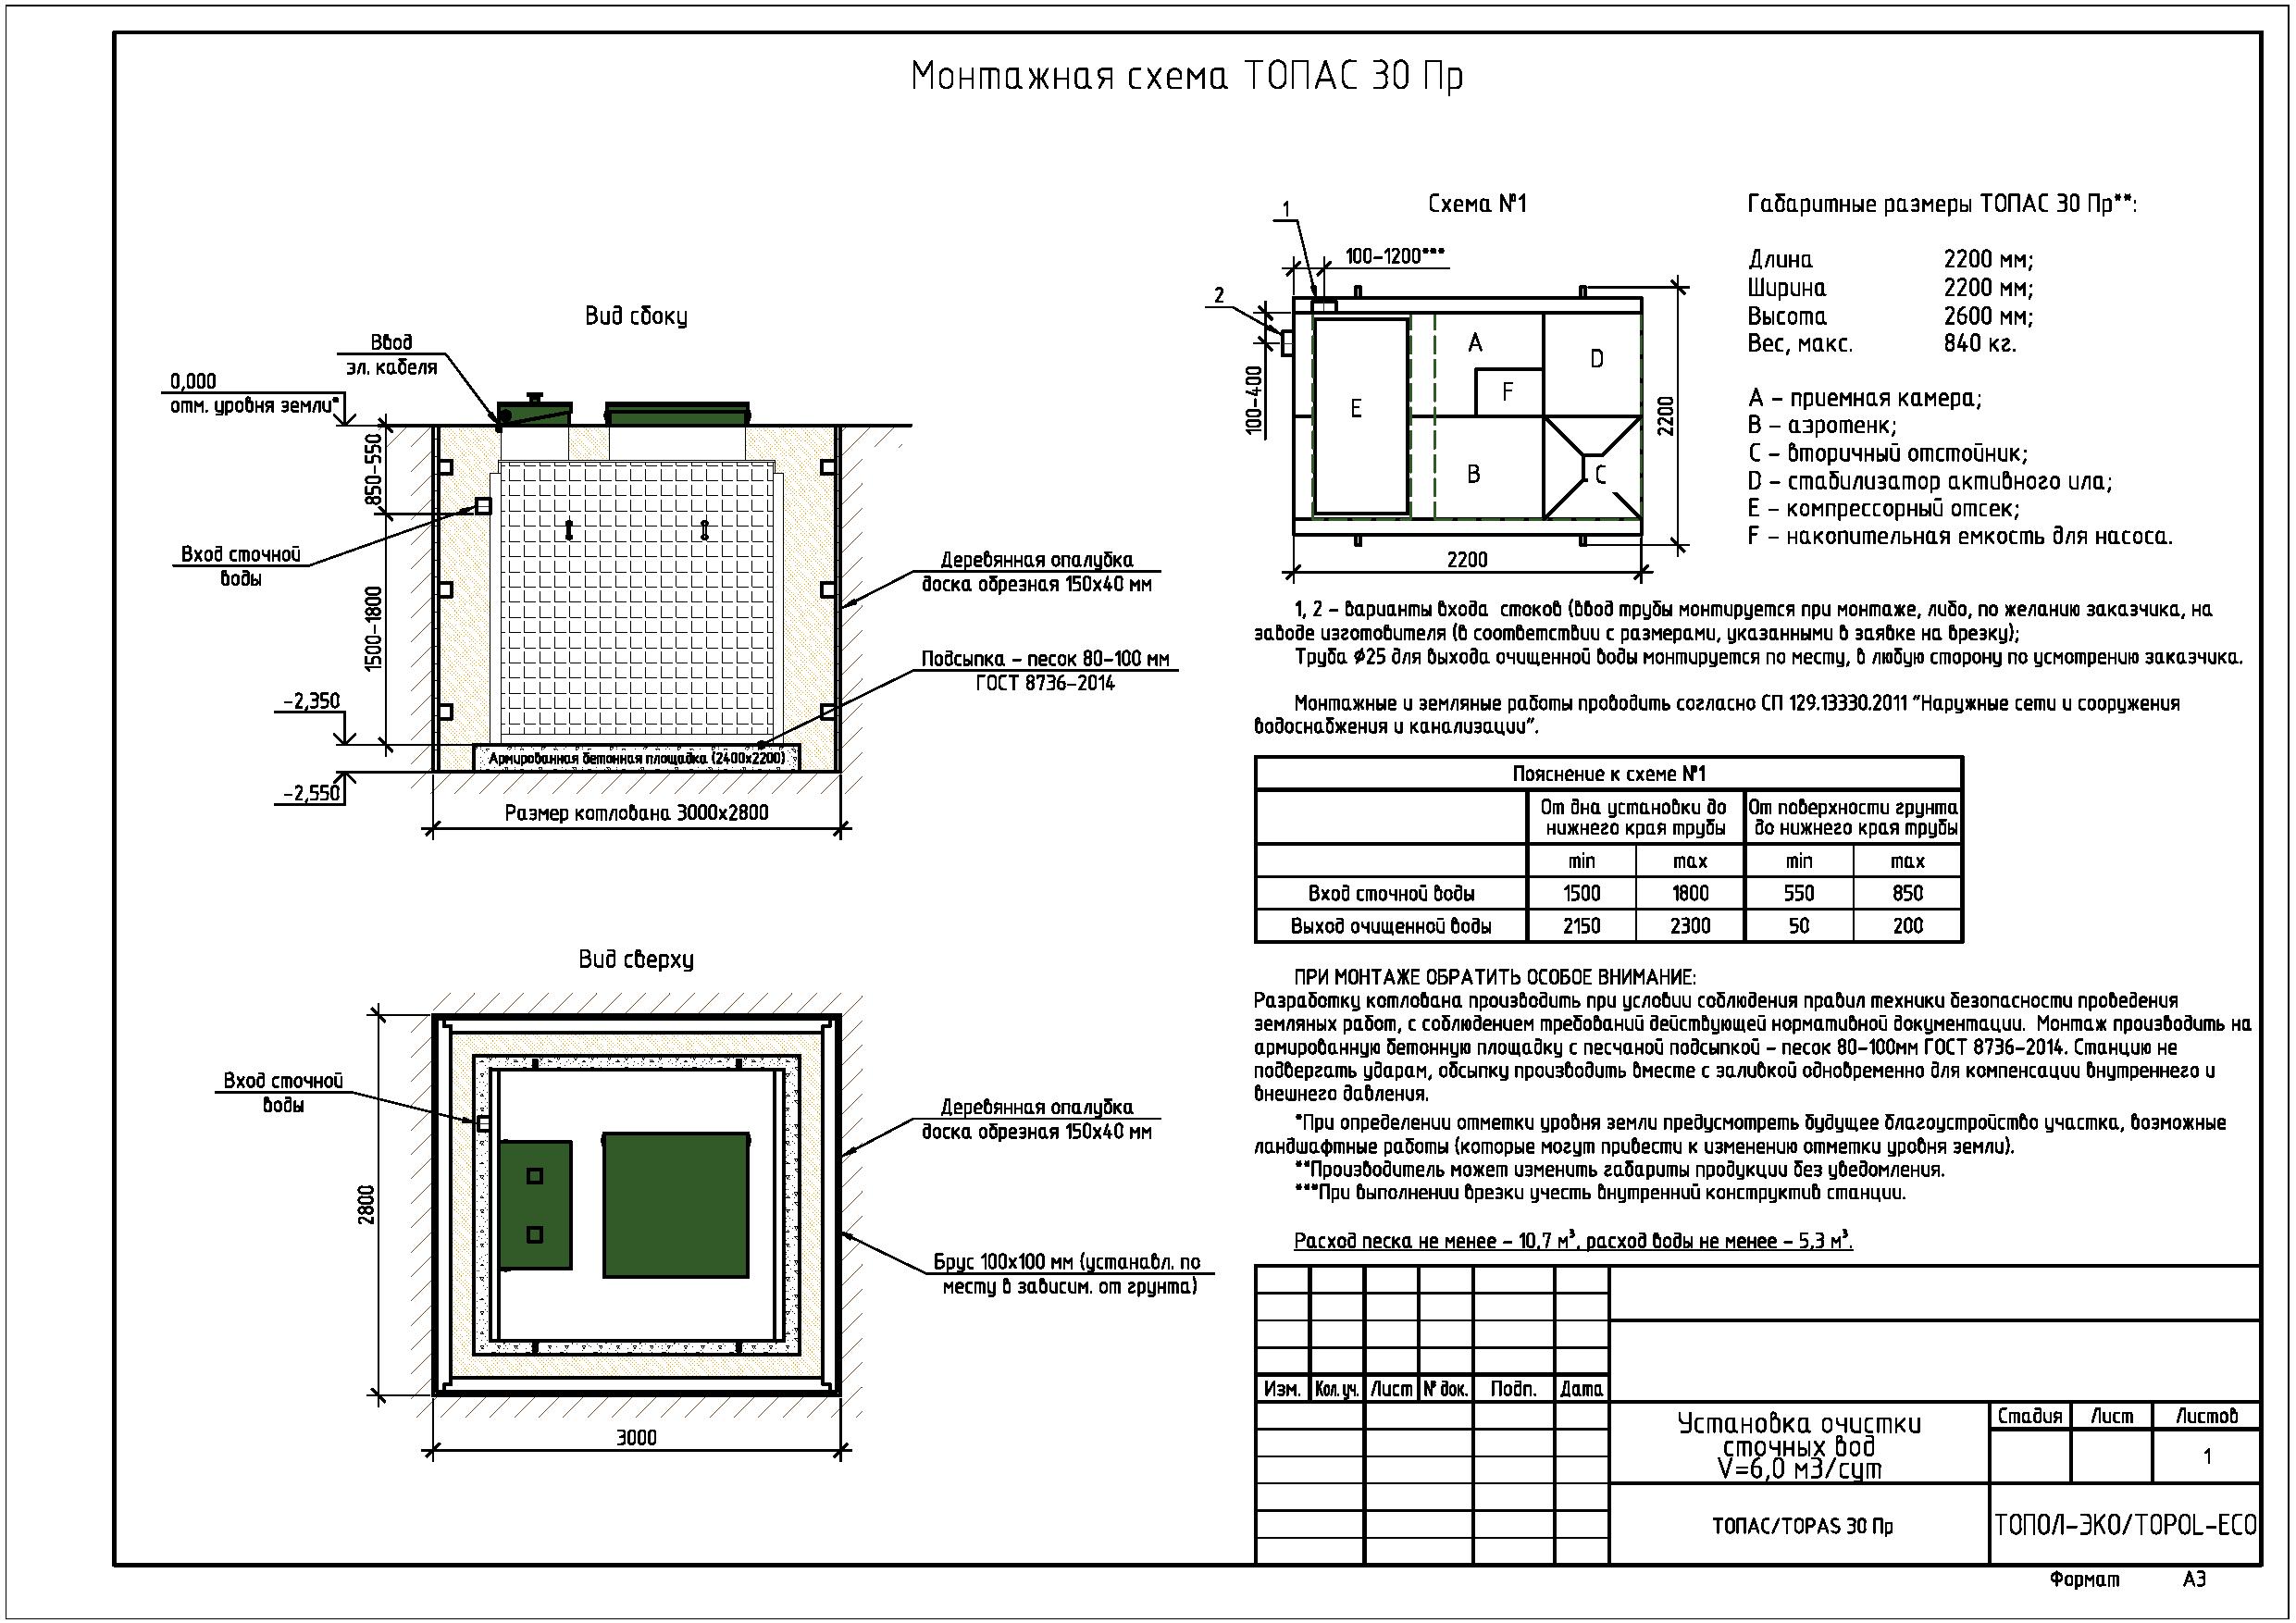 Монтажная схема ТОПАС 30 Пр
Вид сбоку
Ввод
эл. кабеля
0,000
отм. уровня земли*
850-550
Вход сточной
воды
1500-1800
-2,350
-2,550
Деревянная опалубка
доска обрезная 150х40 мм
Подсыпка - песок 80-100 мм
ГОСТ 8736-2014
Армированная бетонная площадка (2400х2200)
Размер котлована 3000х2800
Вид сверху
Вход сточной
воды
2800
3000
Деревянная опалубка
доска обрезная 150х40 мм
Брус 100х100 мм (устанавл. по
месту в зависим. от грунта)
Схема №1
1
100-1200***
2
100-400
A
D
F
E
B
C
2200
2200
Габаритные размеры ТОПАС 30 Пр**:
Длина 2200 мм;
Ширина 2200 мм;
Высота 2600 мм;
Вес, макс. 840 кг.
A - приемная камера;
B - аэротенк;
C - вторичный отстойник;
D - стабилизатор активного ила;
E - компрессорный отсек;
F - накопительная емкость для насоса.
1, 2 - варианты входа стоков (ввод трубы монтируется при монтаже, либо, по желанию заказчика, на
заводе изготовителя (в соответствии с размерами, указанными в заявке на врезку);
Труба Ø25 для выхода очищенной воды монтируется по месту, в любую сторону по усмотрению заказчика.
Монтажные и земляные работы проводить согласно СП 129.13330.2011 "Наружные сети и сооружения
водоснабжения и канализации".
Пояснение к схеме №1
От дна установки до нижнего края трубы От поверхности грунта до нижнего края трубы
min max min max
Вход сточной воды 1500 1800 550 850
Выход очищенной воды 2150 2300 50 200
ПРИ МОНТАЖЕ ОБРАТИТЬ ОСОБОЕ ВНИМАНИЕ:
Разработку котлована производить при условии соблюдения правил техники безопасности проведения
земляных работ, с соблюдением требований действующей нормативной документации. Монтаж производить на
армированную бетонную площадку с песчаной подсыпкой - песок 80-100мм ГОСТ 8736-2014. Станцию не
подвергать ударам, обсыпку производить вместе с заливкой одновременно для компенсации внутреннего и
внешнего давления.
*При определении отметки уровня земли предусмотреть будущее благоустройство участка, возможные
ландшафтные работы (которые могут привести к изменению отметки уровня земли).
**Производитель может изменить габариты продукции без уведомления.
***При выполнении врезки учесть внутренний конструктив станции.
Расход песка не менее - 10,7 м³, расход воды не менее - 5,3 м³.
Изм. Кол.уч. Лист № док. Подп. Дата
Установка очистки
сточных вод
V=6,0 м3/сут
Стадия Лист Листов
1
ТОПАС/TOPAS 30 Пр
ТОПОЛ-ЭКО/TOPOL-ECO
Формат А3